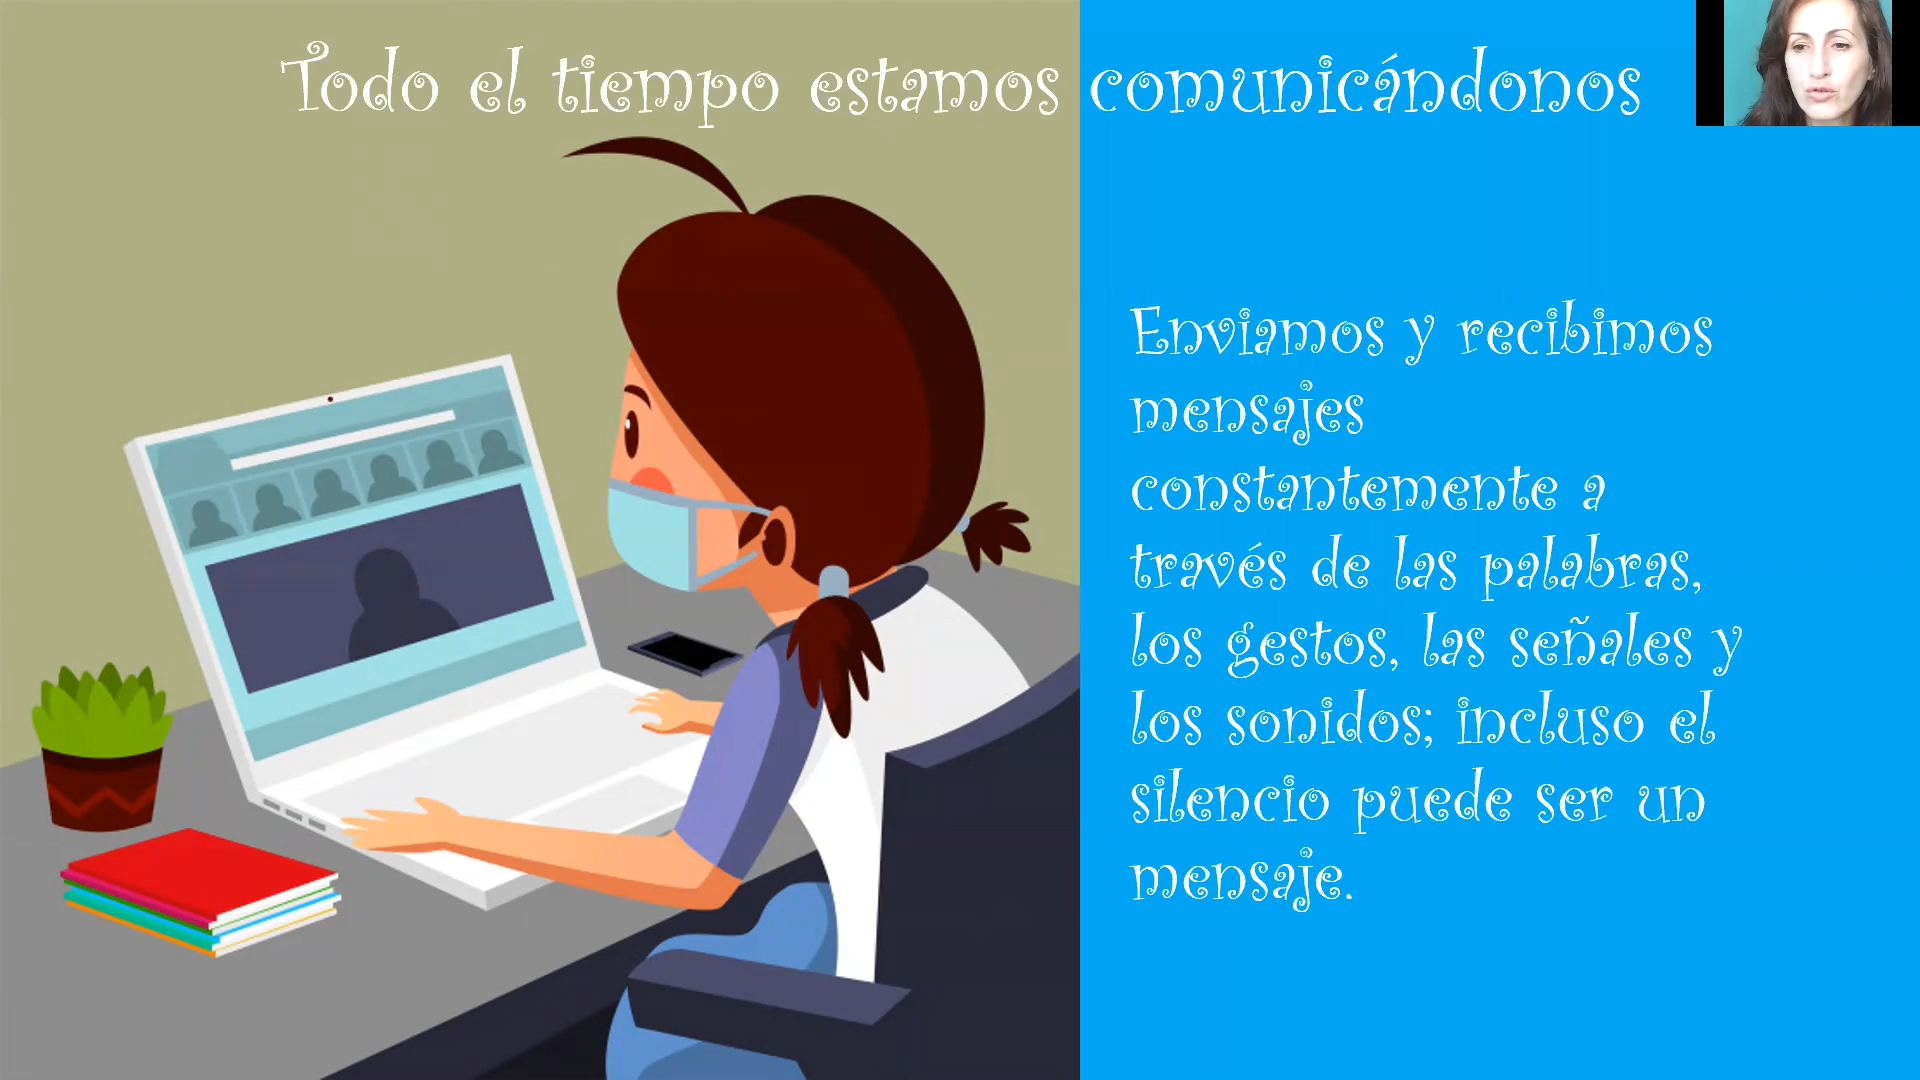 Todo el tiempo estamos comunicándonos
Enviamos y recibimos
mensajes
constantemente a
través de las palabras,
los gestos, las señales y
los sonidos; incluso el
silencio puede ser un
mensaje.